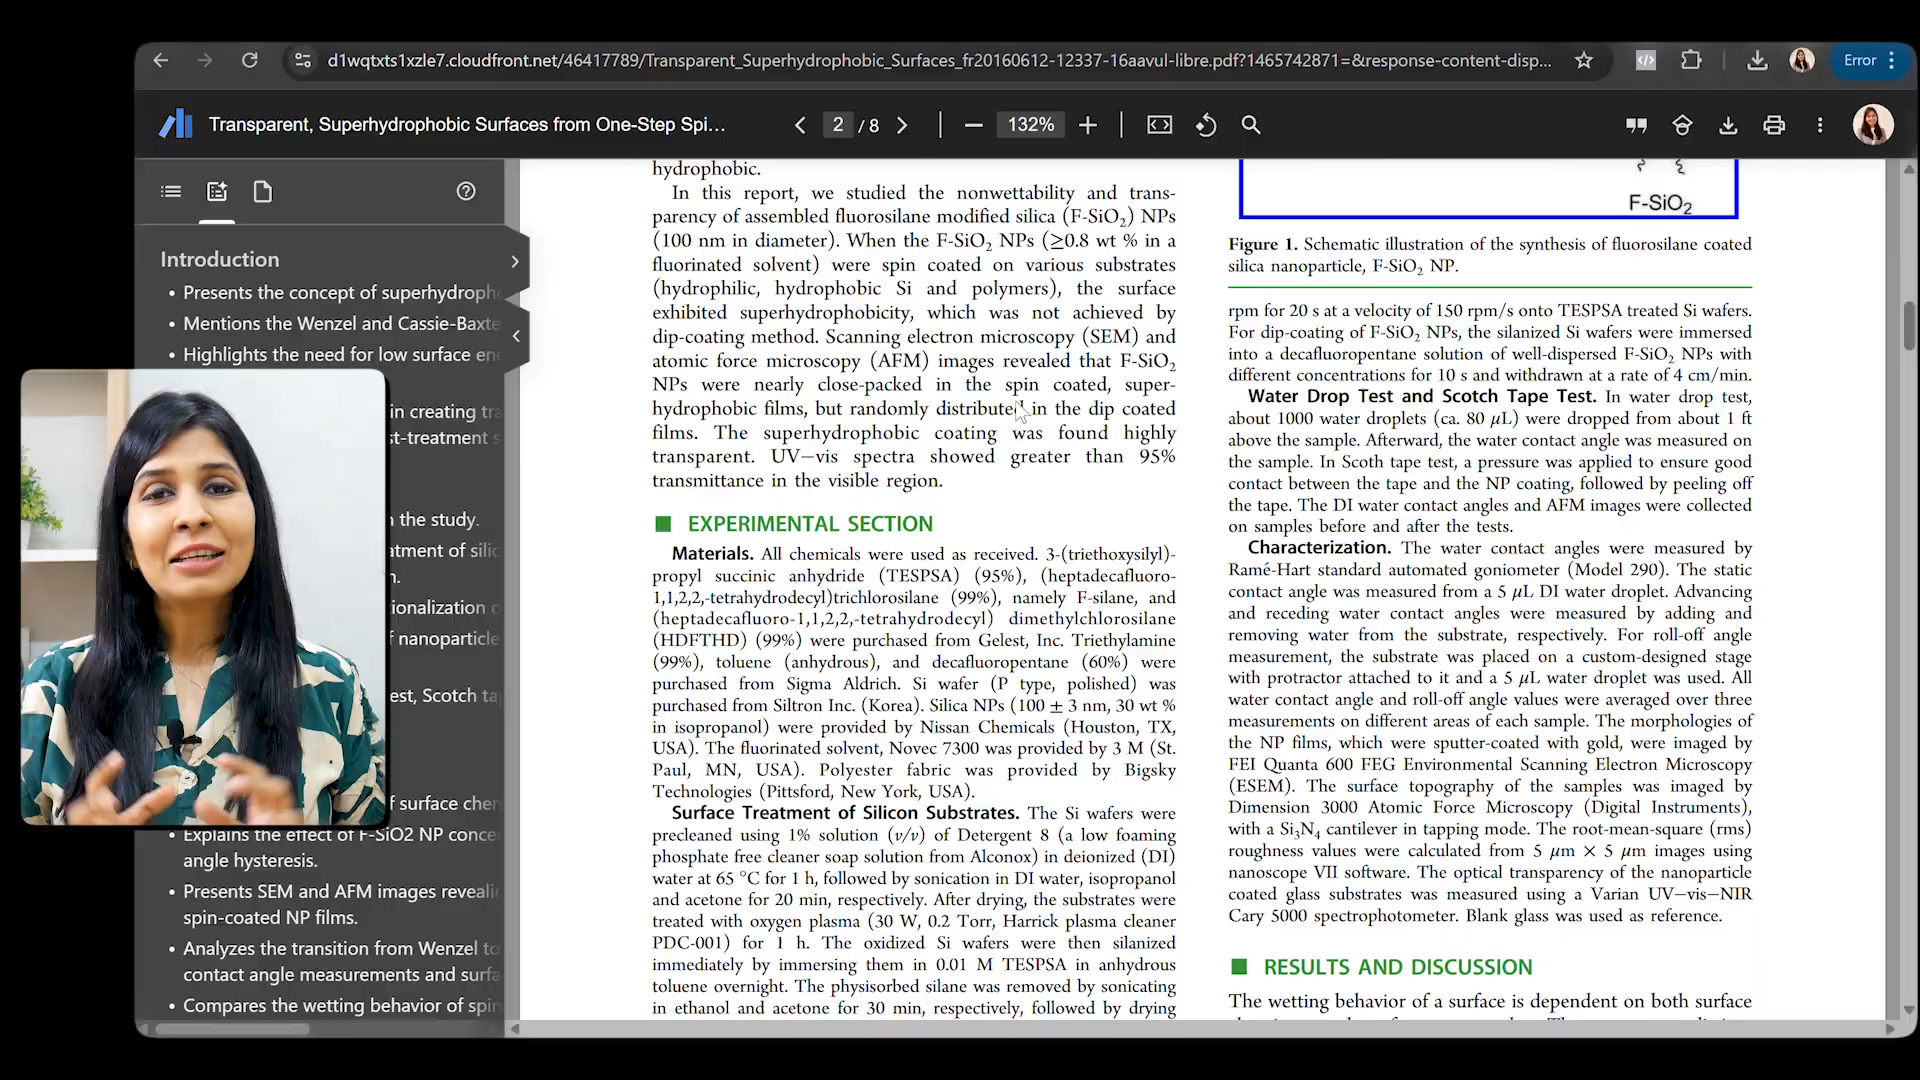 d1wqtxts1xzle7.cloudfront.net/46417789/Transparent_Superhydrophobic_Surfaces_fr20160612-12337-16aavul-libre.pdf?1465742871=&response-content-disp...
Error
Transparent, Superhydrophobic Surfaces from One-Step Spi...
2 / 8
132%
Introduction
• Presents the concept of superhydroph
• Mentions the Wenzel and Cassie-Baxte
• Highlights the need for low surface en
in creating tra
st-treatment s
the study.
atment of silic
n.
ionalization
f nanoparticle
est, Scotch ta
f surface cher
Explains the effect of F-SiO2 NP conce
angle hysteresis.
• Presents SEM and AFM images reveali
spin-coated NP films.
• Analyzes the transition from Wenzel to
contact angle measurements and surfa
• Compares the wetting behavior of spin
hydrophobic.
In this report, we studied the nonwettability and trans-
parency of assembled fluorosilane modified silica (F-SiO₂) NPs
(100 nm in diameter). When the F-SiO₂ NPs (≥0.8 wt % in a
fluorinated solvent) were spin coated on various substrates
(hydrophilic, hydrophobic Si and polymers), the surface
exhibited superhydrophobicity, which was not achieved by
dip-coating method. Scanning electron microscopy (SEM) and
atomic force microscopy (AFM) images revealed that F-SiO₂
NPs were nearly close-packed in the spin coated, super-
hydrophobic films, but randomly distributed in the dip coated
films. The superhydrophobic coating was found highly
transparent. UV−vis spectra showed greater than 95%
transmittance in the visible region.
■ EXPERIMENTAL SECTION
Materials. All chemicals were used as received. 3-(triethoxysilyl)-
propyl succinic anhydride (TESPSA) (95%), (heptadecafluoro-
1,1,2,2,-tetrahydrodecyl)trichlorosilane (99%), namely F-silane, and
(heptadecafluoro-1,1,2,2,-tetrahydrodecyl) dimethylchlorosilane
(HDFTHD) (99%) were purchased from Gelest, Inc. Triethylamine
(99%), toluene (anhydrous), and decafluoropentane (60%) were
purchased from Sigma Aldrich. Si wafer (P type, polished) was
purchased from Siltron Inc. (Korea). Silica NPs (100 ± 3 nm, 30 wt %
in isopropanol) were provided by Nissan Chemicals (Houston, TX,
USA). The fluorinated solvent, Novec 7300 was provided by 3 M (St.
Paul, MN, USA). Polyester fabric was provided by Bigsky
Technologies (Pittsford, New York, USA).
Surface Treatment of Silicon Substrates. The Si wafers were
precleaned using 1% solution (v/v) of Detergent 8 (a low foaming
phosphate free cleaner soap solution from Alconox) in deionized (DI)
water at 65 °C for 1 h, followed by sonication in DI water, isopropanol
and acetone for 20 min, respectively. After drying, the substrates were
treated with oxygen plasma (30 W, 0.2 Torr, Harrick plasma cleaner
PDC-001) for 1 h. The oxidized Si wafers were then silanized
immediately by immersing them in 0.01 M TESPSA in anhydrous
toluene overnight. The physisorbed silane was removed by sonicating
in ethanol and acetone for 30 min, respectively, followed by drying
F-SiO₂
Figure 1. Schematic illustration of the synthesis of fluorosilane coated
silica nanoparticle, F-SiO₂ NP.
rpm for 20 s at a velocity of 150 rpm/s onto TESPSA treated Si wafers.
For dip-coating of F-SiO₂ NPs, the silanized Si wafers were immersed
into a decafluoropentane solution of well-dispersed F-SiO₂ NPs with
different concentrations for 10 s and withdrawn at a rate of 4 cm/min.
Water Drop Test and Scotch Tape Test. In water drop test,
about 1000 water droplets (ca. 80 μL) were dropped from about 1 ft
above the sample. Afterward, the water contact angle was measured on
the sample. In Scoth tape test, a pressure was applied to ensure good
contact between the tape and the NP coating, followed by peeling off
the tape. The DI water contact angles and AFM images were collected
on samples before and after the tests.
Characterization. The water contact angles were measured by
Ramé-Hart standard automated goniometer (Model 290). The static
contact angle was measured from a 5 μL DI water droplet. Advancing
and receding water contact angles were measured by adding and
removing water from the substrate, respectively. For roll-off angle
measurement, the substrate was placed on a custom-designed stage
with protractor attached to it and a 5 μL water droplet was used. All
water contact angle and roll-off angle values were averaged over three
measurements on different areas of each sample. The morphologies of
the NP films, which were sputter-coated with gold, were imaged by
FEI Quanta 600 FEG Environmental Scanning Electron Microscopy
(ESEM). The surface topography of the samples was imaged by
Dimension 3000 Atomic Force Microscopy (Digital Instruments),
with a Si₃N₄ cantilever in tapping mode. The root-mean-square (rms)
roughness values were calculated from 5 μm × 5 μm images using
nanoscope VII software. The optical transparency of the nanoparticle
coated glass substrates was measured using a Varian UV−vis−NIR
Cary 5000 spectrophotometer. Blank glass was used as reference.
■ RESULTS AND DISCUSSION
The wetting behavior of a surface is dependent on both surface